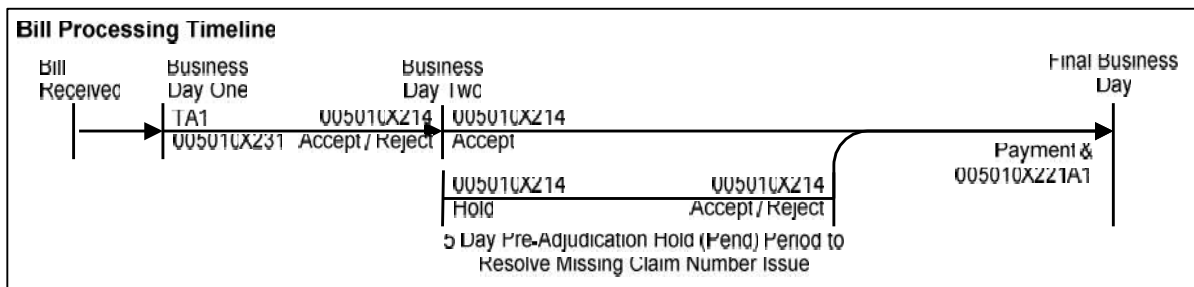 Bill Processing Timeline
Bill
Received
Business
Day One
Business
Day Two
Final Business
Day
TA1
005010X231
005010X214
Accept / Reject
005010X214
Accept
Payment &
005010X221A1
005010X214
Hold
005010X214
Accept / Reject
5 Day Pre-Adjudication Hold (Pend) Period to
Resolve Missing Claim Number Issue